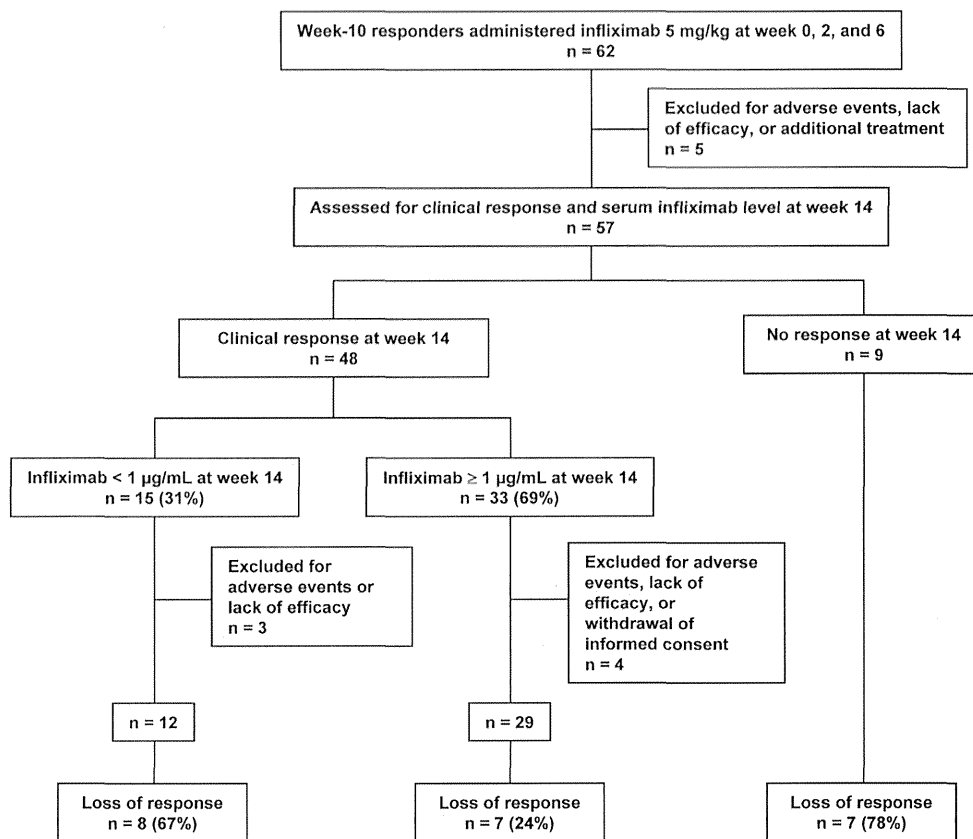 Week-10 responders administered infliximab 5 mg/kg at week 0, 2, and 6
n = 62
Excluded for adverse events, lack
of efficacy, or additional treatment
n = 5
Assessed for clinical response and serum infliximab level at week 14
n = 57
Clinical response at week 14
n = 48
No response at week 14
n = 9
Infliximab < 1 µg/mL at week 14
n = 15 (31%)
Infliximab ≥ 1 µg/mL at week 14
n = 33 (69%)
Excluded for
adverse events or
lack of efficacy
n = 3
Excluded for adverse
events, lack of
efficacy, or
withdrawal of
informed consent
n = 4
n = 12
n = 29
Loss of response
n = 8 (67%)
Loss of response
n = 7 (24%)
Loss of response
n = 7 (78%)